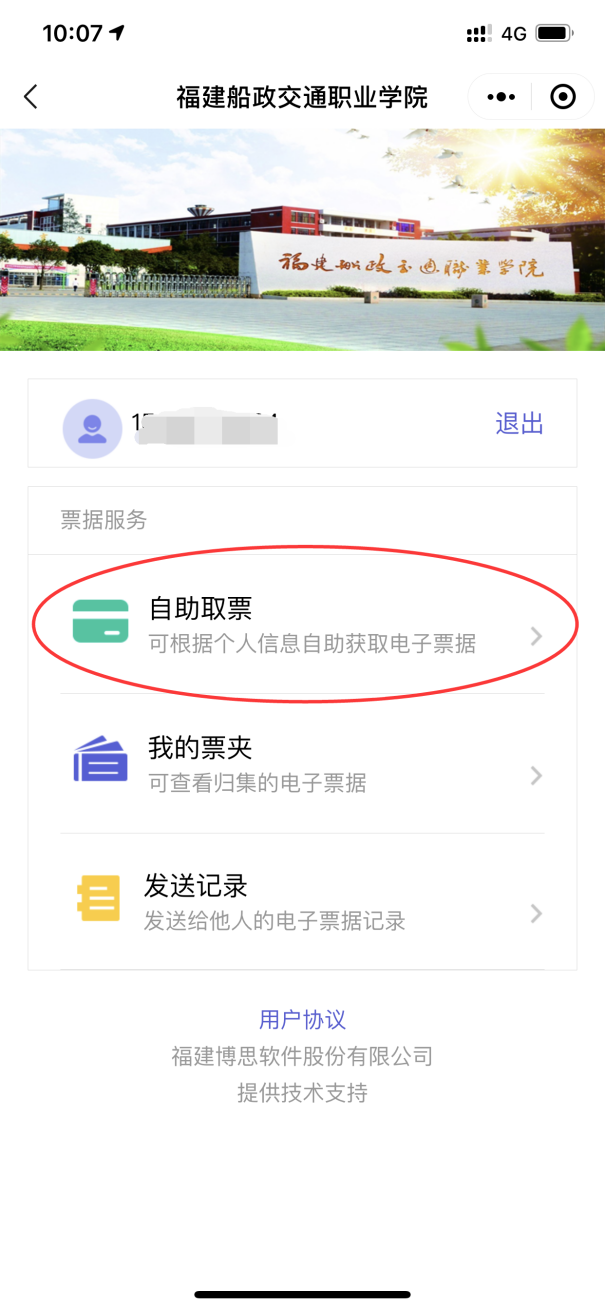 10:07
4G
福建船政交通职业学院
福建船政交通職業學院
退出
票据服务
自助取票
可根据个人信息自助获取电子票据
我的票夹
可查看归集的电子票据
发送记录
发送给他人的电子票据记录
用户协议
福建博思软件股份有限公司
提供技术支持